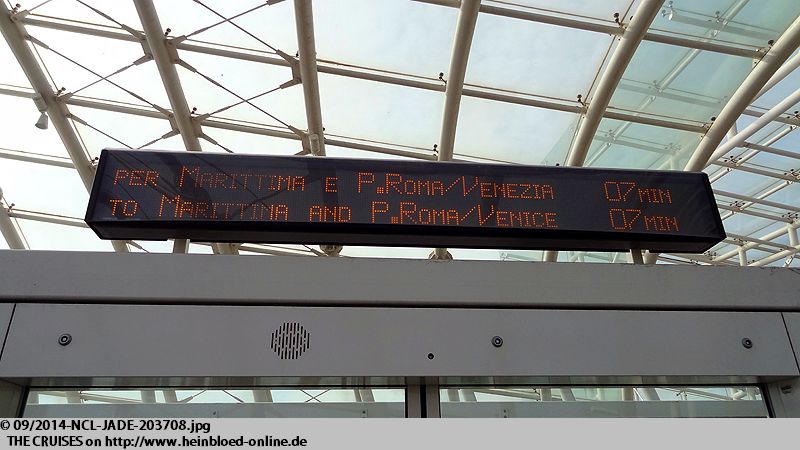 PER MARITTIMA E P.ROMA/VENEZIA 07 MIN
TO MARITTINA AND P.ROMA/VENICE 07 MIN
© 09/2014-NCL-JADE-203708.jpg
THE CRUISES on http://www.heinbloed-online.de